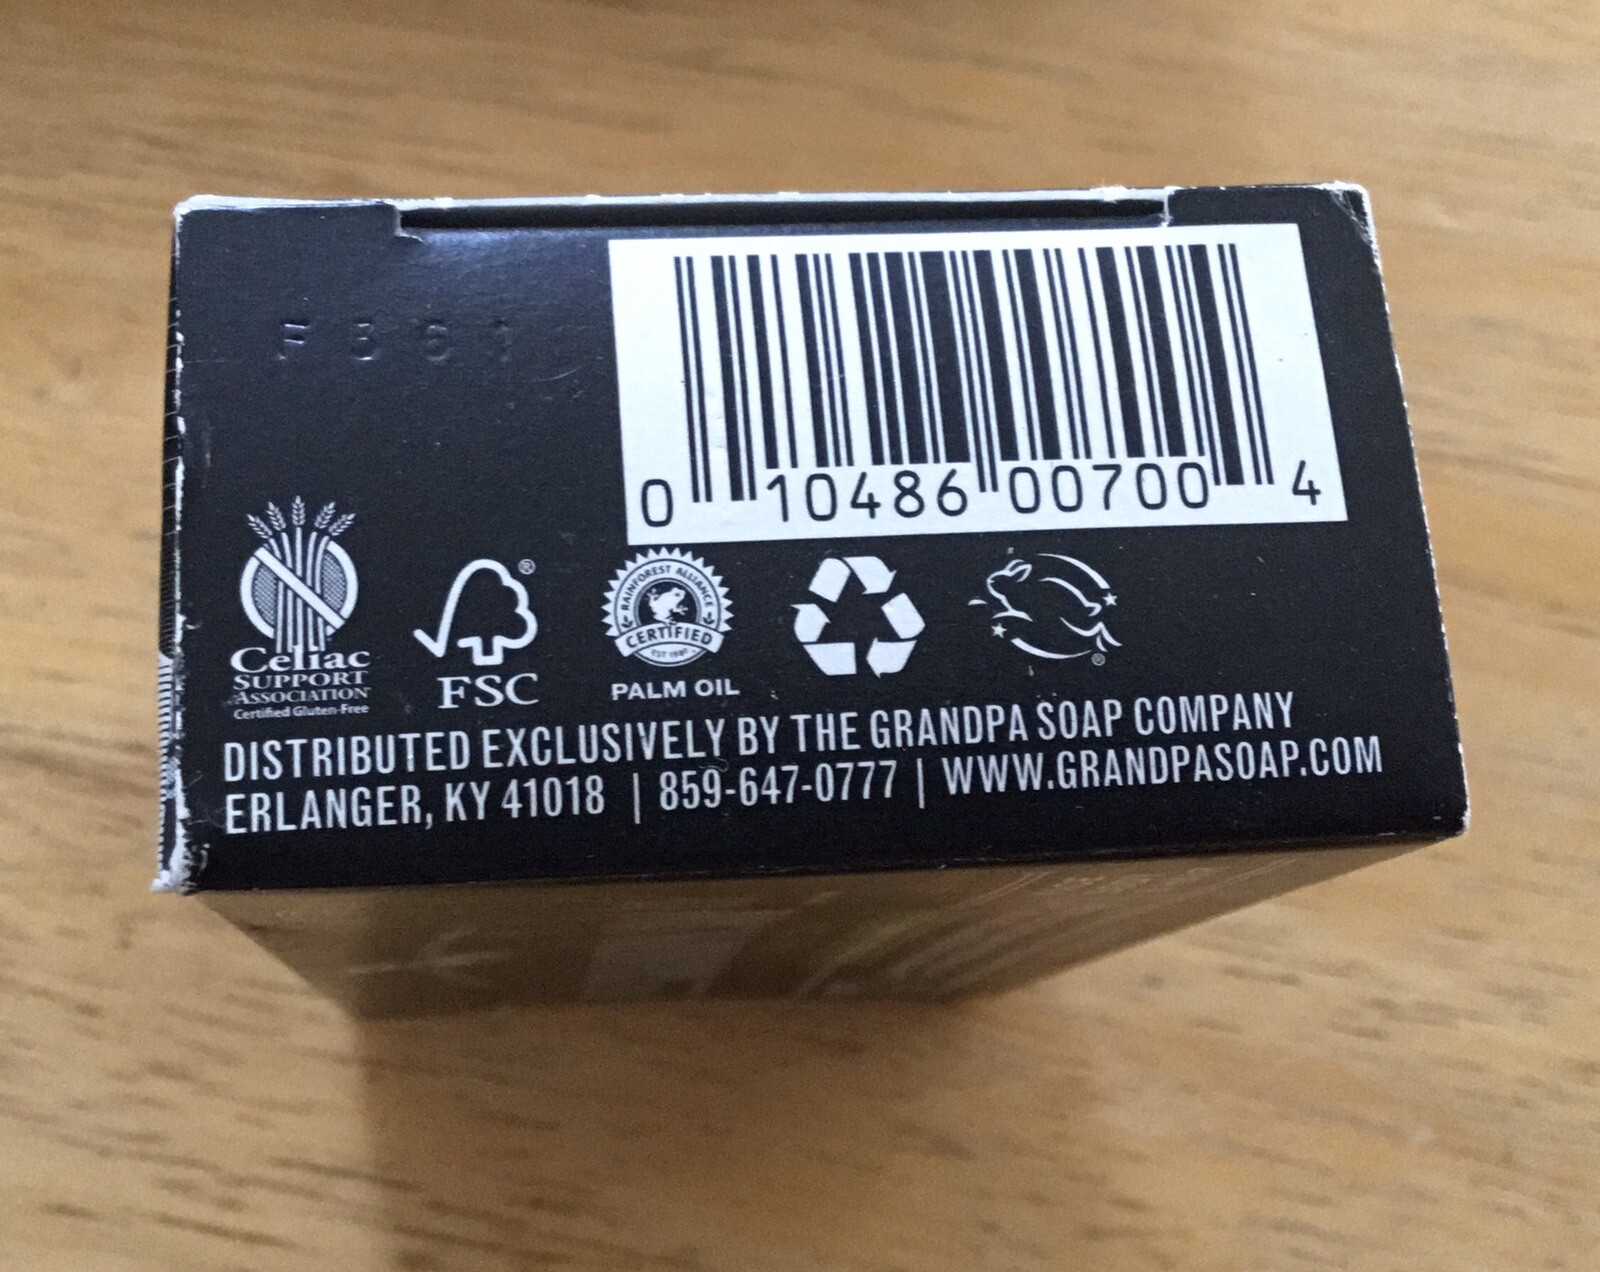 0 10486 00700 4
Celiac
SUPPORT
ASSOCIATION
Certified Gluten-Free
FSC
®
RAINFOREST ALLIANCE
CERTIFIED
PALM OIL
®
DISTRIBUTED EXCLUSIVELY BY THE GRANDPA SOAP COMPANY
ERLANGER, KY 41018 | 859-647-0777 | WWW.GRANDPASOAP.COM